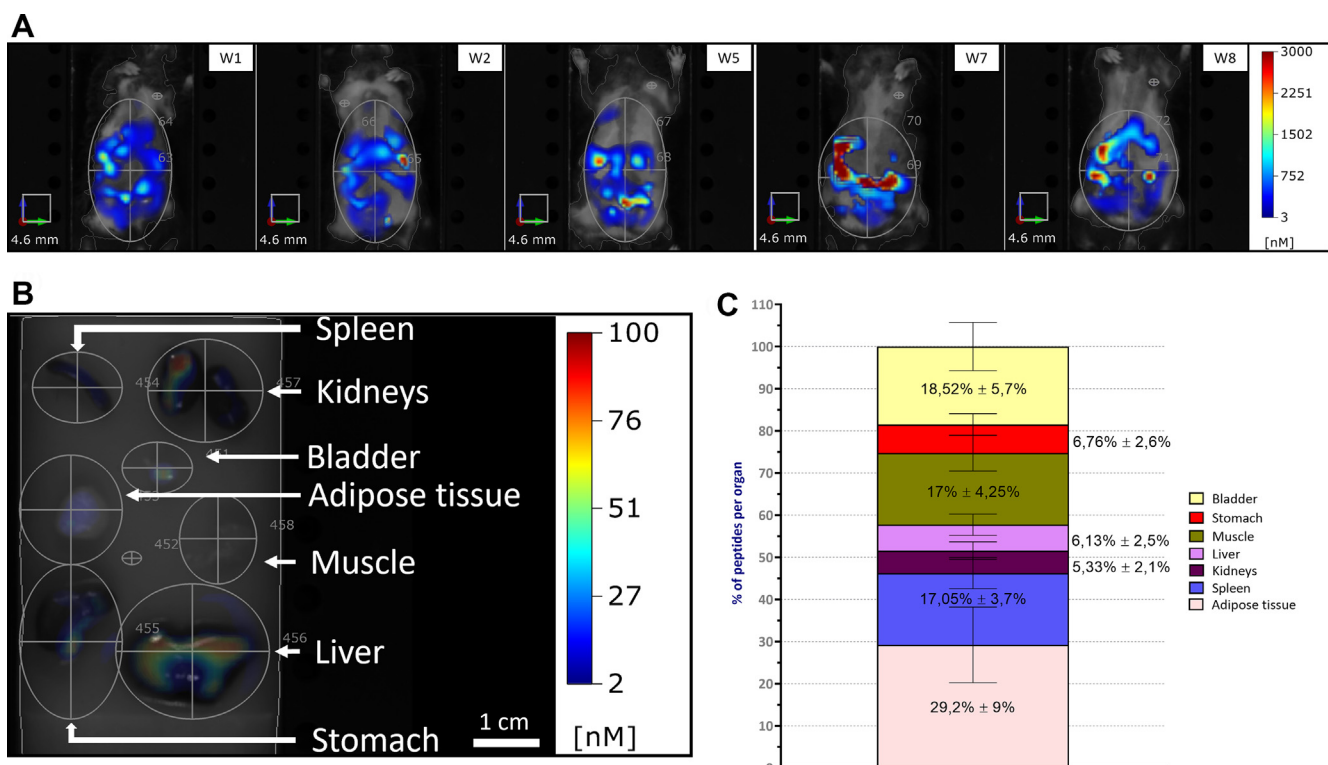 A
W1
W2
W5
W7
W8
64
63
66
65
67
68
70
69
72
71
4.6 mm
4.6 mm
4.6 mm
4.6 mm
4.6 mm
3000
2251
1502
752
3
[nM]
B
Spleen
454
457
Kidneys
Bladder
Adipose tissue
452
458
Muscle
455
456
Liver
Stomach
1 cm
100
76
51
27
2
[nM]
C
% of peptides per organ
110
100
90
80
70
60
50
40
30
20
10
18,52% ± 5,7%
6,76% ± 2,6%
17% ± 4,25%
6,13% ± 2,5%
5,33% ± 2,1%
17,05% ± 3,7%
29,2% ± 9%
Bladder
Stomach
Muscle
Liver
Kidneys
Spleen
Adipose tissue